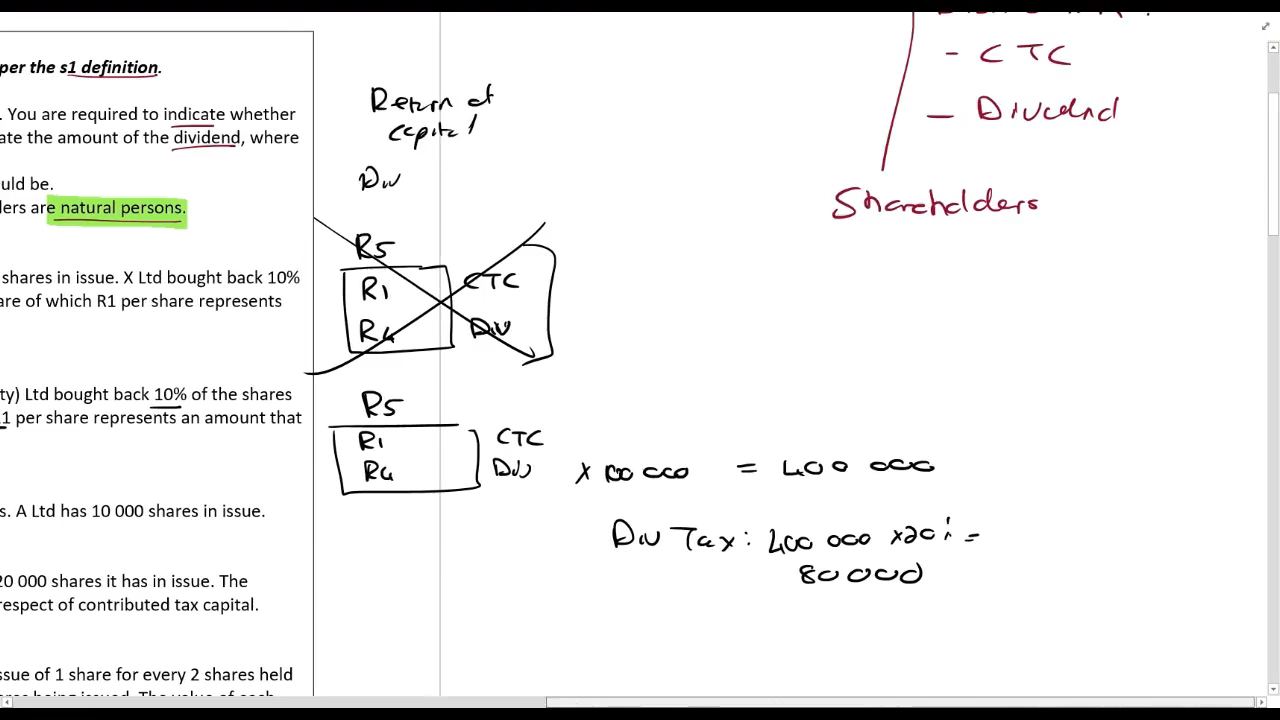 per the s1 definition.
. You are required to indicate whether
ate the amount of the dividend, where
uld be.
ders are natural persons.
shares in issue. X Ltd bought back 10%
are of which R1 per share represents
ty) Ltd bought back 10% of the shares
1 per share represents an amount that
s. A Ltd has 10 000 shares in issue.
20 000 shares it has in issue. The
respect of contributed tax capital.
ssue of 1 share for every 2 shares held
Return of
capital
Div
R5
R1 CTC
R4 Div
R5
R1 CTC
R4 Div x 100 000 = 400 000
Div Tax: 400 000 x20% =
80 000
- CTC
- Dividend
Shareholders